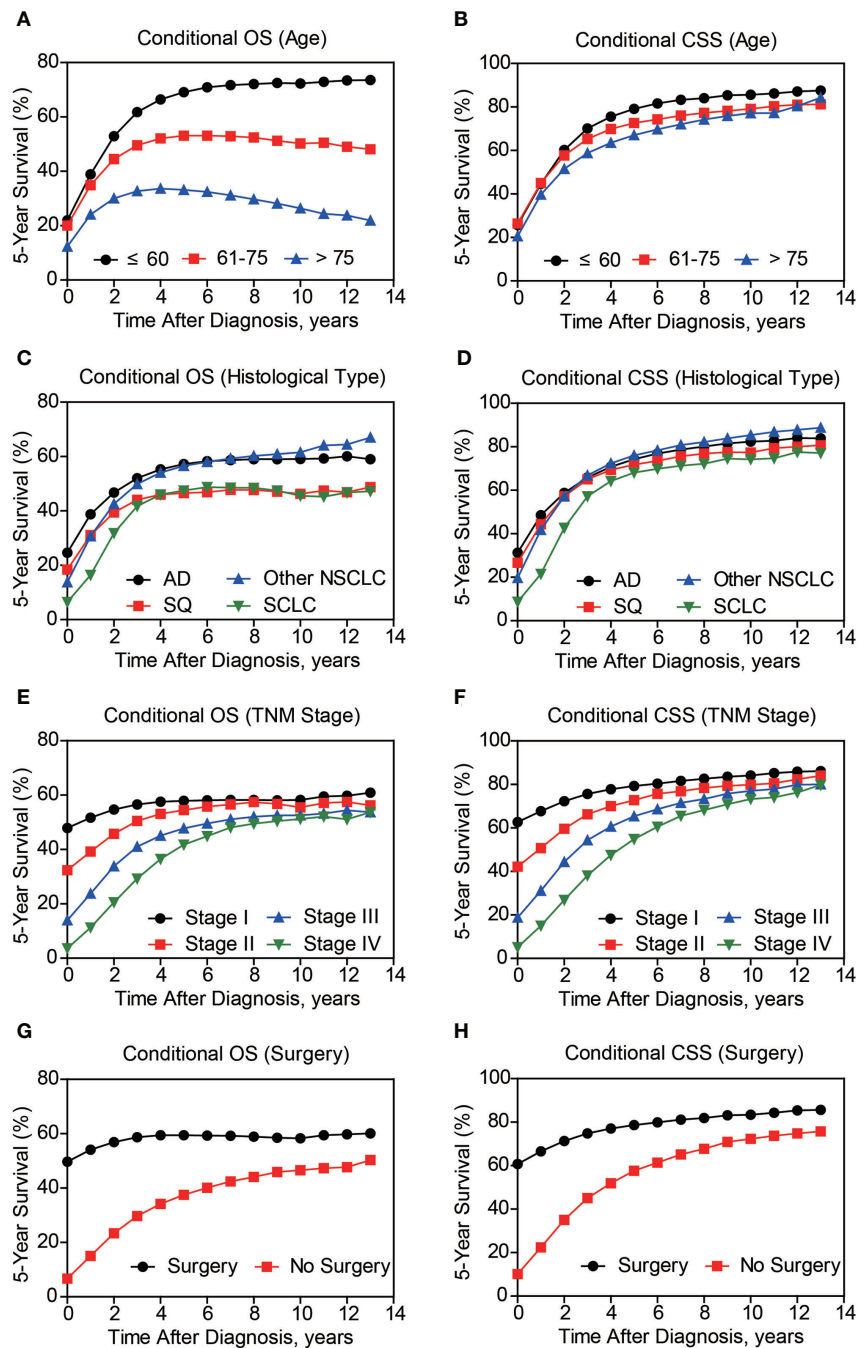 A
Conditional OS (Age)
5-Year Survival (%)
80
60
40
20
0
≤ 60 61-75 > 75
0 2 4 6 8 10 12 14
Time After Diagnosis, years
B
Conditional CSS (Age)
5-Year Survival (%)
100
80
60
40
20
0
≤ 60 61-75 > 75
0 2 4 6 8 10 12 14
Time After Diagnosis, years
C
Conditional OS (Histological Type)
5-Year Survival (%)
80
60
40
20
0
AD Other NSCLC
SQ SCLC
0 2 4 6 8 10 12 14
Time After Diagnosis, years
D
Conditional CSS (Histological Type)
5-Year Survival (%)
100
80
60
40
20
0
AD Other NSCLC
SQ SCLC
0 2 4 6 8 10 12 14
Time After Diagnosis, years
E
Conditional OS (TNM Stage)
5-Year Survival (%)
80
60
40
20
0
Stage I Stage III
Stage II Stage IV
0 2 4 6 8 10 12 14
Time After Diagnosis, years
F
Conditional CSS (TNM Stage)
5-Year Survival (%)
100
80
60
40
20
0
Stage I Stage III
Stage II Stage IV
0 2 4 6 8 10 12 14
Time After Diagnosis, years
G
Conditional OS (Surgery)
5-Year Survival (%)
80
60
40
20
0
Surgery No Surgery
0 2 4 6 8 10 12 14
Time After Diagnosis, years
H
Conditional CSS (Surgery)
5-Year Survival (%)
100
80
60
40
20
0
Surgery No Surgery
0 2 4 6 8 10 12 14
Time After Diagnosis, years